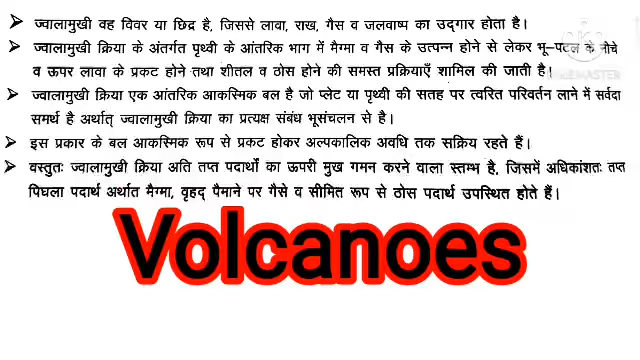 ➤ ज्वालामुखी वह विवर या छिद्र है, जिससे लावा, राख, गैस व जलवाष्प का उद्गार होता है।
➤ ज्वालामुखी क्रिया के अंतर्गत पृथ्वी के आंतरिक भाग में मैग्मा व गैस के उत्पन्न होने से लेकर भू-पटल के नीचे
व ऊपर लावा के प्रकट होने तथा शीतल व ठोस होने की समस्त प्रक्रियाएँ शामिल की जाती है।
➤ ज्वालामुखी क्रिया एक आंतरिक आकस्मिक बल है जो प्लेट या पृथ्वी की सतह पर त्वरित परिवर्तन लाने में सर्वदा
समर्थ है अर्थात् ज्वालामुखी क्रिया का प्रत्यक्ष संबंध भूसंचलन से है।
➤ इस प्रकार के बल आकस्मिक रूप से प्रकट होकर अल्पकालिक अवधि तक सक्रिय रहते हैं।
➤ वस्तुतः ज्वालामुखी क्रिया अति तप्त पदार्थों का ऊपरी मुख गमन करने वाला स्तम्भ है, जिसमें अधिकांशतः तप्त
पिघला पदार्थ अर्थात मैग्मा, वृहद् पैमाने पर गैसे व सीमित रूप से ठोस पदार्थ उपस्थित होते हैं।
Volcanoes